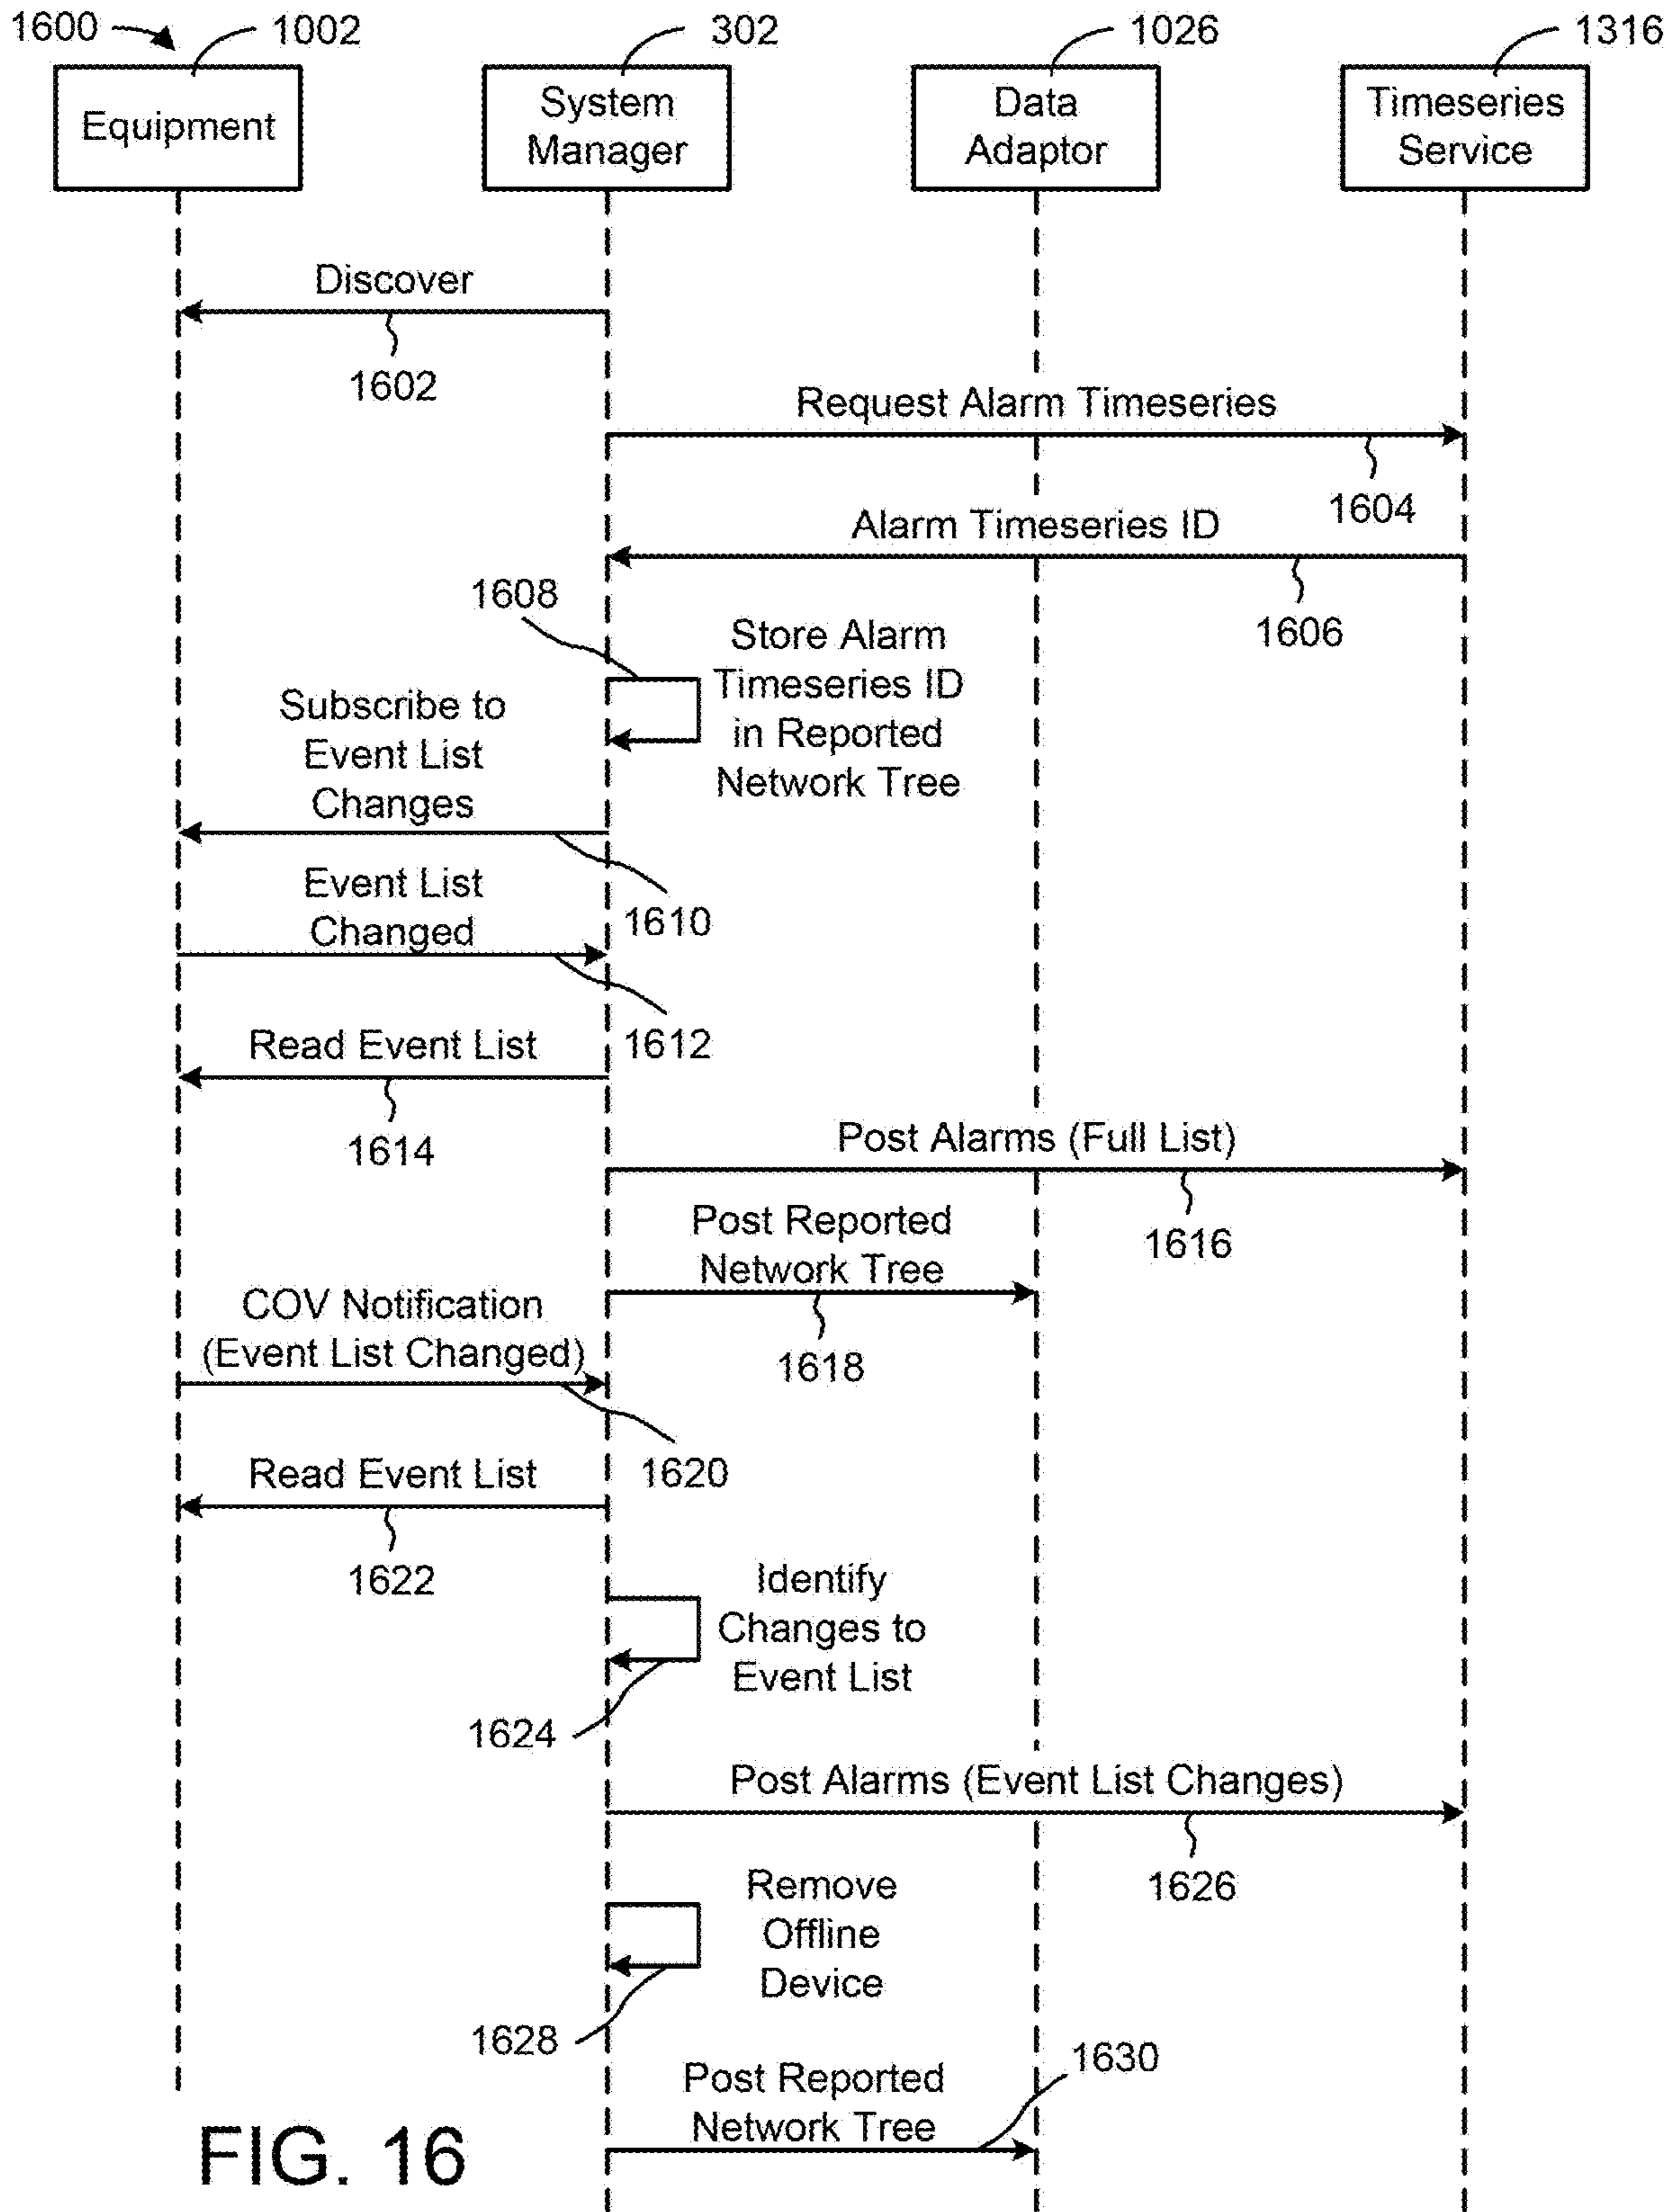 1600
1002
302
1026
1316
Equipment
System
Manager
Data
Adaptor
Timeseries
Service
Discover
1602
Request Alarm Timeseries
1604
Alarm Timeseries ID
1606
1608
Store Alarm
Timeseries ID
in Reported
Network Tree
Subscribe to
Event List
Changes
1610
Event List
Changed
1612
Read Event List
1614
Post Alarms (Full List)
1616
Post Reported
Network Tree
1618
COV Notification
(Event List Changed)
1620
Read Event List
1622
Identify
Changes to
Event List
1624
Post Alarms (Event List Changes)
1626
Remove
Offline
Device
1628
Post Reported
Network Tree
1630
FIG. 16